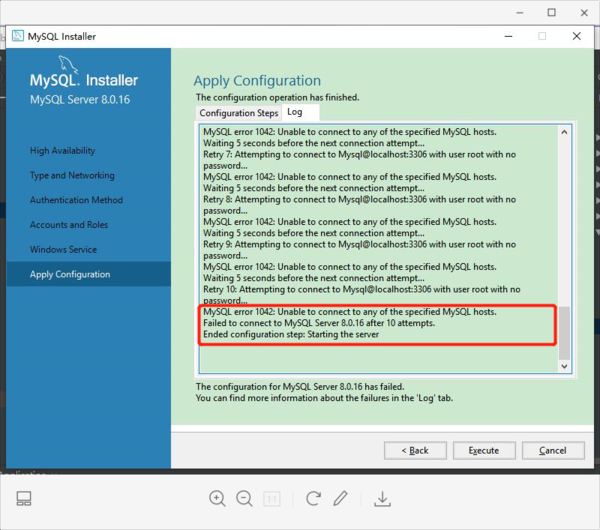 MySQL Installer
MySQL. Installer
MySQL Server 8.0.16
High Availability
Type and Networking
Authentication Method
Accounts and Roles
Windows Service
Apply Configuration
Apply Configuration
The configuration operation has finished.
Configuration Steps Log
MySQL error 1042: Unable to connect to any of the specified MySQL hosts.
Waiting 5 seconds before the next connection attempt...
Retry 7: Attempting to connect to Mysql@localhost:3306 with user root with no
password...
MySQL error 1042: Unable to connect to any of the specified MySQL hosts.
Waiting 5 seconds before the next connection attempt...
Retry 8: Attempting to connect to Mysql@localhost:3306 with user root with no
password...
MySQL error 1042: Unable to connect to any of the specified MySQL hosts.
Waiting 5 seconds before the next connection attempt...
Retry 9: Attempting to connect to Mysql@localhost:3306 with user root with no
password...
MySQL error 1042: Unable to connect to any of the specified MySQL hosts.
Waiting 5 seconds before the next connection attempt...
Retry 10: Attempting to connect to Mysql@localhost:3306 with user root with no
password...
MySQL error 1042: Unable to connect to any of the specified MySQL hosts.
Failed to connect to MySQL Server 8.0.16 after 10 attempts.
Ended configuration step: Starting the server
The configuration for MySQL Server 8.0.16 has failed.
You can find more information about the failures in the 'Log' tab.
< Back Execute Cancel
1:1